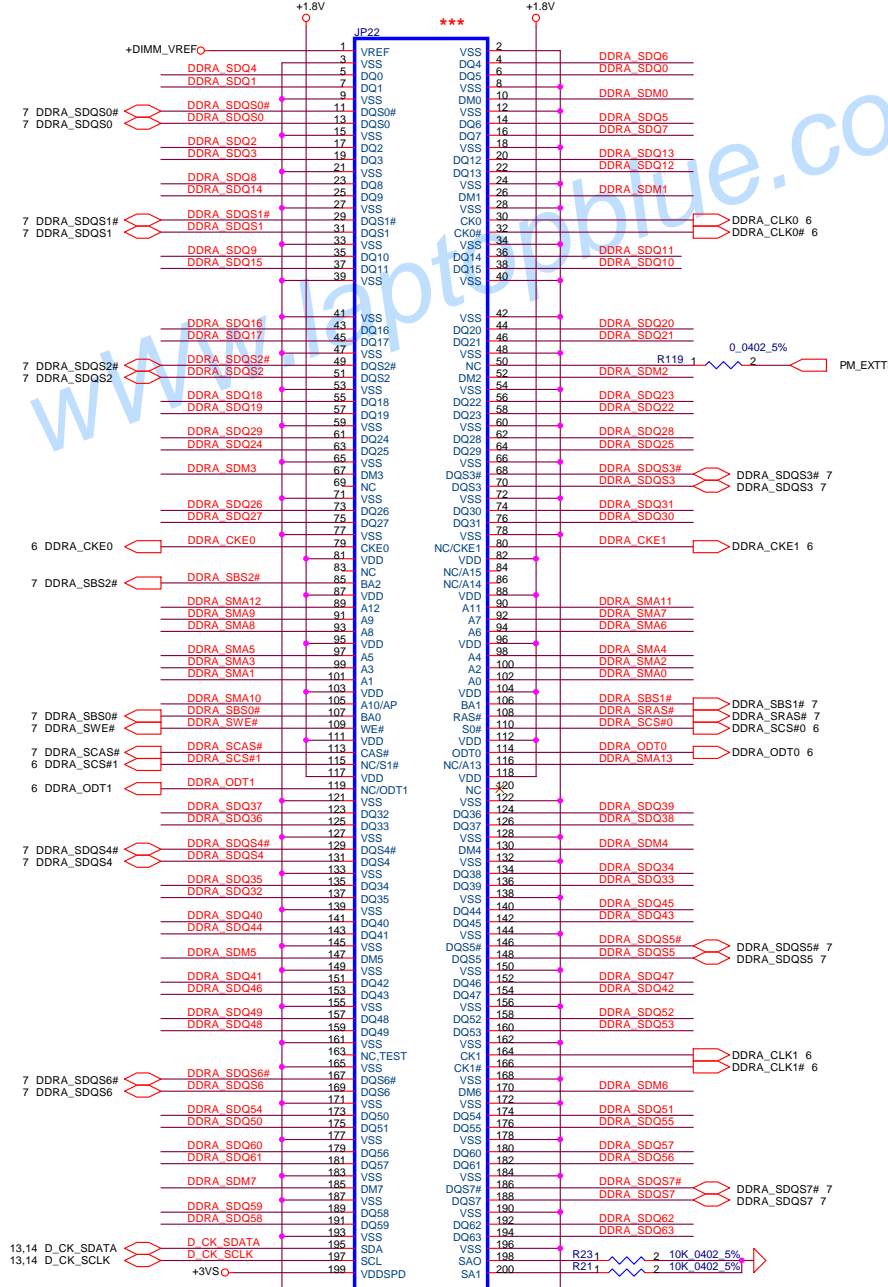 +1.8V +1.8V
***
JP22
+DIMM_VREF 1 VREF VSS 2
3 VSS DQ4 4 DDRA_SDQ6
DDRA_SDQ4 5 DQ0 DQ5 6 DDRA_SDQ0
DDRA_SDQ1 7 DQ1 VSS 8
9 VSS DM0 10 DDRA_SDM0
7 DDRA_SDQS0# DDRA_SDQS0# 11 DQS0# VSS 12
7 DDRA_SDQS0 DDRA_SDQS0 13 DQS0 DQ6 14 DDRA_SDQ5
15 VSS DQ7 16 DDRA_SDQ7
DDRA_SDQ2 17 DQ2 VSS 18
DDRA_SDQ3 19 DQ3 DQ12 20 DDRA_SDQ13
21 VSS DQ13 22 DDRA_SDQ12
DDRA_SDQ8 23 DQ8 VSS 24
DDRA_SDQ14 25 DQ9 DM1 26 DDRA_SDM1
27 VSS VSS 28
7 DDRA_SDQS1# DDRA_SDQS1# 29 DQS1# CK0 30 DDRA_CLK0 6
7 DDRA_SDQS1 DDRA_SDQS1 31 DQS1 CK0# 32 DDRA_CLK0# 6
33 VSS VSS 34
DDRA_SDQ9 35 DQ10 DQ14 36 DDRA_SDQ11
DDRA_SDQ15 37 DQ11 DQ15 38 DDRA_SDQ10
39 VSS VSS 40
41 VSS VSS 42
DDRA_SDQ16 43 DQ16 DQ20 44 DDRA_SDQ20
DDRA_SDQ17 45 DQ17 DQ21 46 DDRA_SDQ21
47 VSS VSS 48 0_0402_5%
7 DDRA_SDQS2# DDRA_SDQS2# 49 DQS2# NC 50 R119 1 2 PM_EXTT
7 DDRA_SDQS2 DDRA_SDQS2 51 DQS2 DM2 52 DDRA_SDM2
53 VSS VSS 54
DDRA_SDQ18 55 DQ18 DQ22 56 DDRA_SDQ23
DDRA_SDQ19 57 DQ19 DQ23 58 DDRA_SDQ22
59 VSS VSS 60
DDRA_SDQ29 61 DQ24 DQ28 62 DDRA_SDQ28
DDRA_SDQ24 63 DQ25 DQ29 64 DDRA_SDQ25
65 VSS VSS 66
DDRA_SDM3 67 DM3 DQS3# 68 DDRA_SDQS3# DDRA_SDQS3# 7
69 NC DQS3 70 DDRA_SDQS3 DDRA_SDQS3 7
71 VSS VSS 72
DDRA_SDQ26 73 DQ26 DQ30 74 DDRA_SDQ31
DDRA_SDQ27 75 DQ27 DQ31 76 DDRA_SDQ30
77 VSS VSS 78
6 DDRA_CKE0 DDRA_CKE0 79 CKE0 NC/CKE1 80 DDRA_CKE1 DDRA_CKE1 6
81 VDD VDD 82
83 NC NC/A15 84
7 DDRA_SBS2# DDRA_SBS2# 85 BA2 NC/A14 86
87 VDD VDD 88
DDRA_SMA12 89 A12 A11 90 DDRA_SMA11
DDRA_SMA9 91 A9 A7 92 DDRA_SMA7
DDRA_SMA8 93 A8 A6 94 DDRA_SMA6
95 VDD VDD 96
DDRA_SMA5 97 A5 A4 98 DDRA_SMA4
DDRA_SMA3 99 A3 A2 100 DDRA_SMA2
DDRA_SMA1 101 A1 A0 102 DDRA_SMA0
103 VDD VDD 104
DDRA_SMA10 105 A10/AP BA1 106 DDRA_SBS1# DDRA_SBS1# 7
7 DDRA_SBS0# DDRA_SBS0# 107 BA0 RAS# 108 DDRA_SRAS# DDRA_SRAS# 7
7 DDRA_SWE# DDRA_SWE# 109 WE# S0# 110 DDRA_SCS#0 DDRA_SCS#0 6
111 VDD VDD 112
7 DDRA_SCAS# DDRA_SCAS# 113 CAS# ODT0 114 DDRA_ODT0 DDRA_ODT0 6
6 DDRA_SCS#1 DDRA_SCS#1 115 NC/S1# NC/A13 116 DDRA_SMA13
117 VDD VDD 118
6 DDRA_ODT1 DDRA_ODT1 119 NC/ODT1 NC 120
121 VSS VSS 122
DDRA_SDQ37 123 DQ32 DQ36 124 DDRA_SDQ39
DDRA_SDQ36 125 DQ33 DQ37 126 DDRA_SDQ38
127 VSS VSS 128
7 DDRA_SDQS4# DDRA_SDQS4# 129 DQS4# DM4 130 DDRA_SDM4
7 DDRA_SDQS4 DDRA_SDQS4 131 DQS4 VSS 132
133 VSS DQ38 134 DDRA_SDQ34
DDRA_SDQ35 135 DQ34 DQ39 136 DDRA_SDQ33
DDRA_SDQ32 137 DQ35 VSS 138
139 VSS DQ44 140 DDRA_SDQ45
DDRA_SDQ40 141 DQ40 DQ45 142 DDRA_SDQ43
DDRA_SDQ44 143 DQ41 VSS 144
145 VSS DQS5# 146 DDRA_SDQS5# DDRA_SDQS5# 7
DDRA_SDM5 147 DM5 DQS5 148 DDRA_SDQS5 DDRA_SDQS5 7
149 VSS VSS 150
DDRA_SDQ41 151 DQ42 DQ46 152 DDRA_SDQ47
DDRA_SDQ46 153 DQ43 DQ47 154 DDRA_SDQ42
155 VSS VSS 156
DDRA_SDQ49 157 DQ48 DQ52 158 DDRA_SDQ52
DDRA_SDQ48 159 DQ49 DQ53 160 DDRA_SDQ53
161 VSS VSS 162
163 NC,TEST CK1 164 DDRA_CLK1 6
165 VSS CK1# 166 DDRA_CLK1# 6
7 DDRA_SDQS6# DDRA_SDQS6# 167 DQS6# VSS 168
7 DDRA_SDQS6 DDRA_SDQS6 169 DQS6 DM6 170 DDRA_SDM6
171 VSS VSS 172
DDRA_SDQ54 173 DQ50 DQ54 174 DDRA_SDQ51
DDRA_SDQ50 175 DQ51 DQ55 176 DDRA_SDQ55
177 VSS VSS 178
DDRA_SDQ60 179 DQ56 DQ60 180 DDRA_SDQ57
DDRA_SDQ61 181 DQ57 DQ61 182 DDRA_SDQ56
183 VSS VSS 184
DDRA_SDM7 185 DM7 DQS7# 186 DDRA_SDQS7# DDRA_SDQS7# 7
187 VSS DQS7 188 DDRA_SDQS7 DDRA_SDQS7 7
DDRA_SDQ59 189 DQ58 VSS 190
DDRA_SDQ58 191 DQ59 DQ62 192 DDRA_SDQ62
193 VSS DQ63 194 DDRA_SDQ63
13,14 D_CK_SDATA D_CK_SDATA 195 SDA VSS 196
13,14 D_CK_SCLK D_CK_SCLK 197 SCL SAO 198 R23 1 2 10K_0402_5%
+3VS 199 VDDSPD SA1 200 R21 1 2 10K_0402_5%
www.laptopblue.co